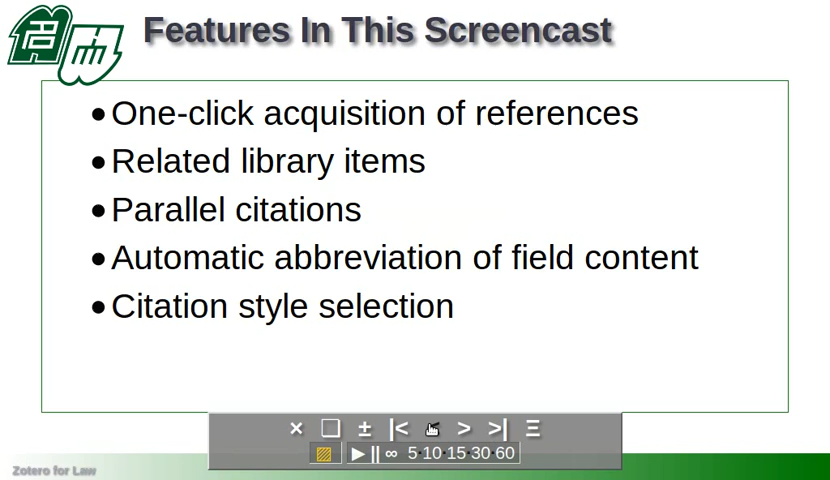 Features In This Screencast
•One-click acquisition of references
•Related library items
•Parallel citations
•Automatic abbreviation of field content
•Citation style selection
× ❏ ± |< > >| Ξ
▶ || ∞ 5·10·15·30·60
Zotero for Law